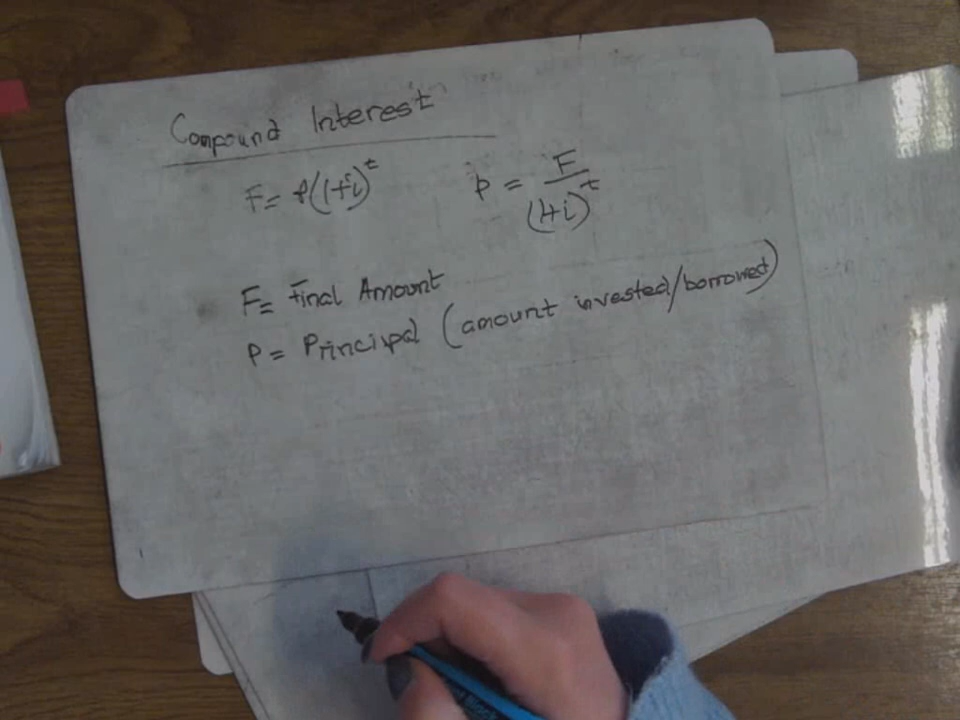 Compound Interest
F = P(1+i)^t
P = F/(1+i)^t
F = Final Amount
P = Principal (amount invested/borrowed)